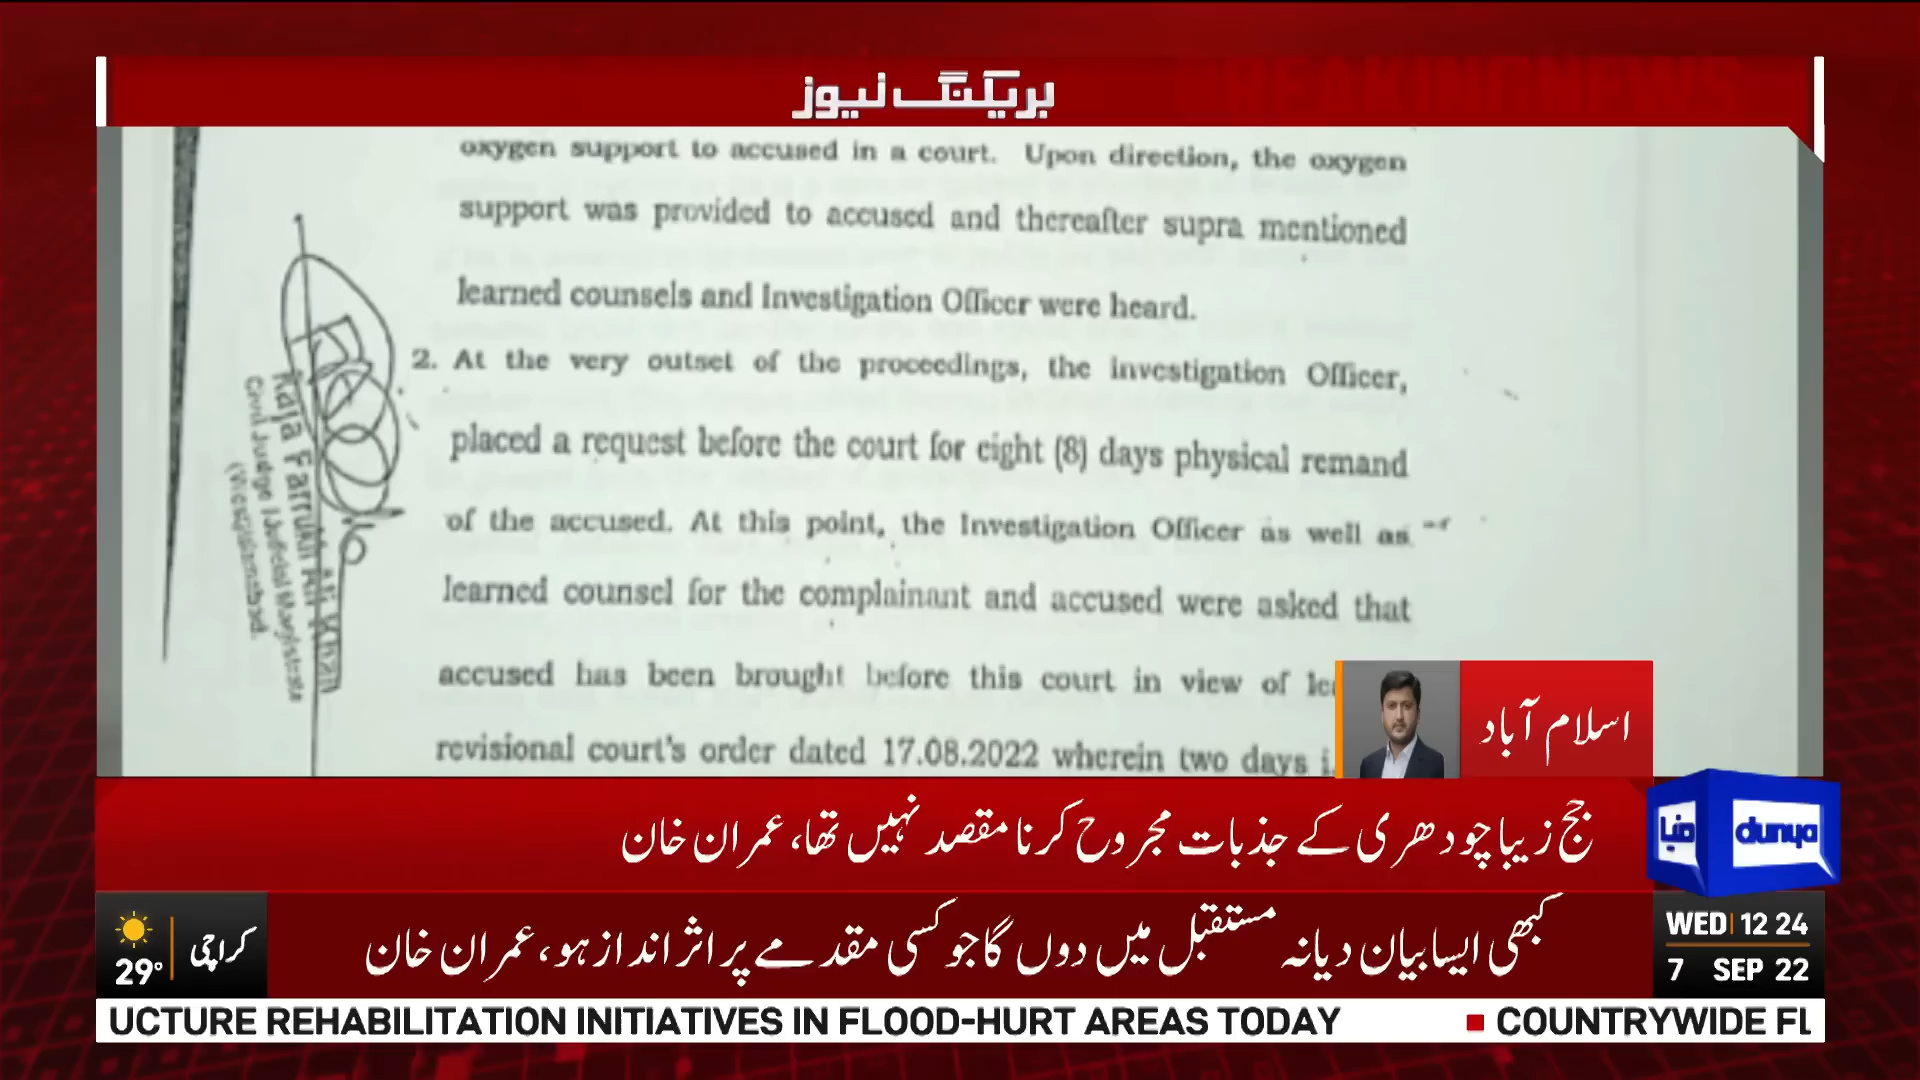 بریکنگ نیوز
oxygen support to accused in a court. Upon direction, the oxygen
support was provided to accused and thereafter supra mentioned
learned counsels and Investigation Officer were heard.
2. At the very outset of the proceedings, the investigation Officer,
placed a request before the court for eight (8) days physical remand
of the accused. At this point, the Investigation Officer as well as
learned counsel for the complainant and accused were asked that
accused has been brought before this court in view of
revisional court's order dated 17.08.2022 wherein two days
Raja Farrukh Ali Khan
Civil Judge / Judicial Magistrate
(West) Islamabad.
اسلام آباد
جج زیبا چودھری کے جذبات مجروح کرنا مقصد نہیں تھا، عمران خان
دنیا
dunya
کبھی ایسا بیان دیا نہ مستقبل میں دوں گا جو کسی مقدمے پر اثر انداز ہو، عمران خان
کراچی
29°
WED 12 24
7 SEP 22
UCTURE REHABILITATION INITIATIVES IN FLOOD-HURT AREAS TODAY
COUNTRYWIDE FL